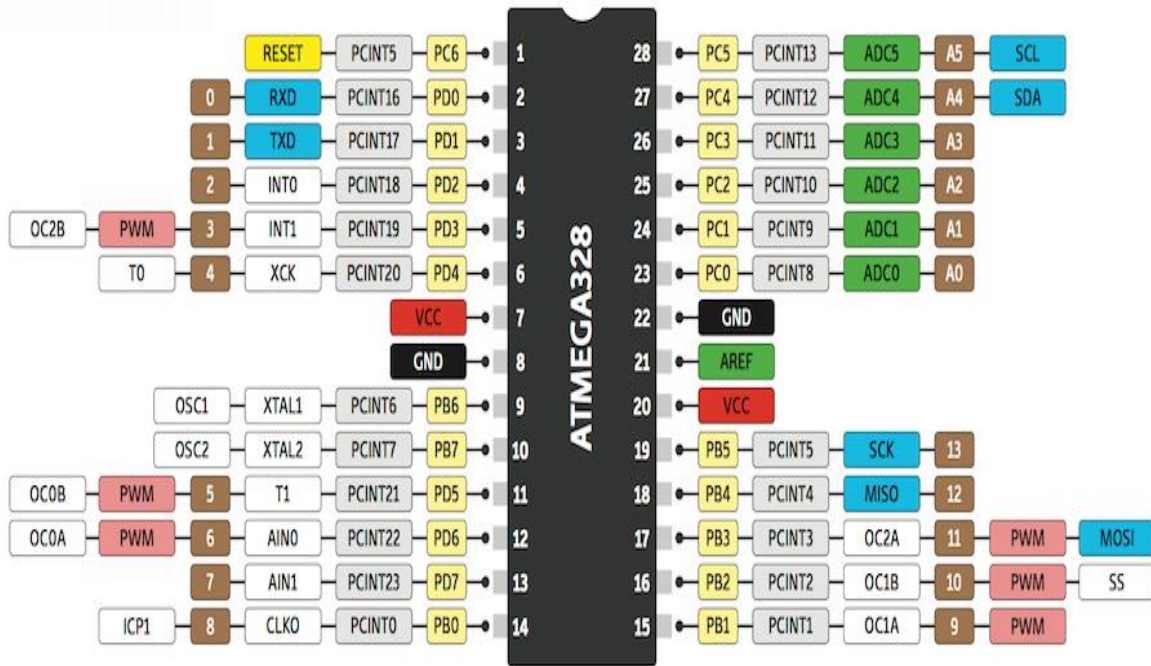 RESET PCINT5 PC6 1 28 PC5 PCINT13 ADC5 A5 SCL
0 RXD PCINT16 PD0 2 27 PC4 PCINT12 ADC4 A4 SDA
1 TXD PCINT17 PD1 3 26 PC3 PCINT11 ADC3 A3
2 INT0 PCINT18 PD2 4 25 PC2 PCINT10 ADC2 A2
OC2B PWM 3 INT1 PCINT19 PD3 5 24 PC1 PCINT9 ADC1 A1
T0 4 XCK PCINT20 PD4 6 23 PC0 PCINT8 ADC0 A0
VCC 7 22 GND
GND 8 21 AREF
OSC1 XTAL1 PCINT6 PB6 9 20 VCC
OSC2 XTAL2 PCINT7 PB7 10 19 PB5 PCINT5 SCK 13
OC0B PWM 5 T1 PCINT21 PD5 11 18 PB4 PCINT4 MISO 12
OC0A PWM 6 AIN0 PCINT22 PD6 12 17 PB3 PCINT3 OC2A 11 PWM MOSI
7 AIN1 PCINT23 PD7 13 16 PB2 PCINT2 OC1B 10 PWM SS
ICP1 8 CLK0 PCINT0 PB0 14 15 PB1 PCINT1 OC1A 9 PWM
ATMEGA328